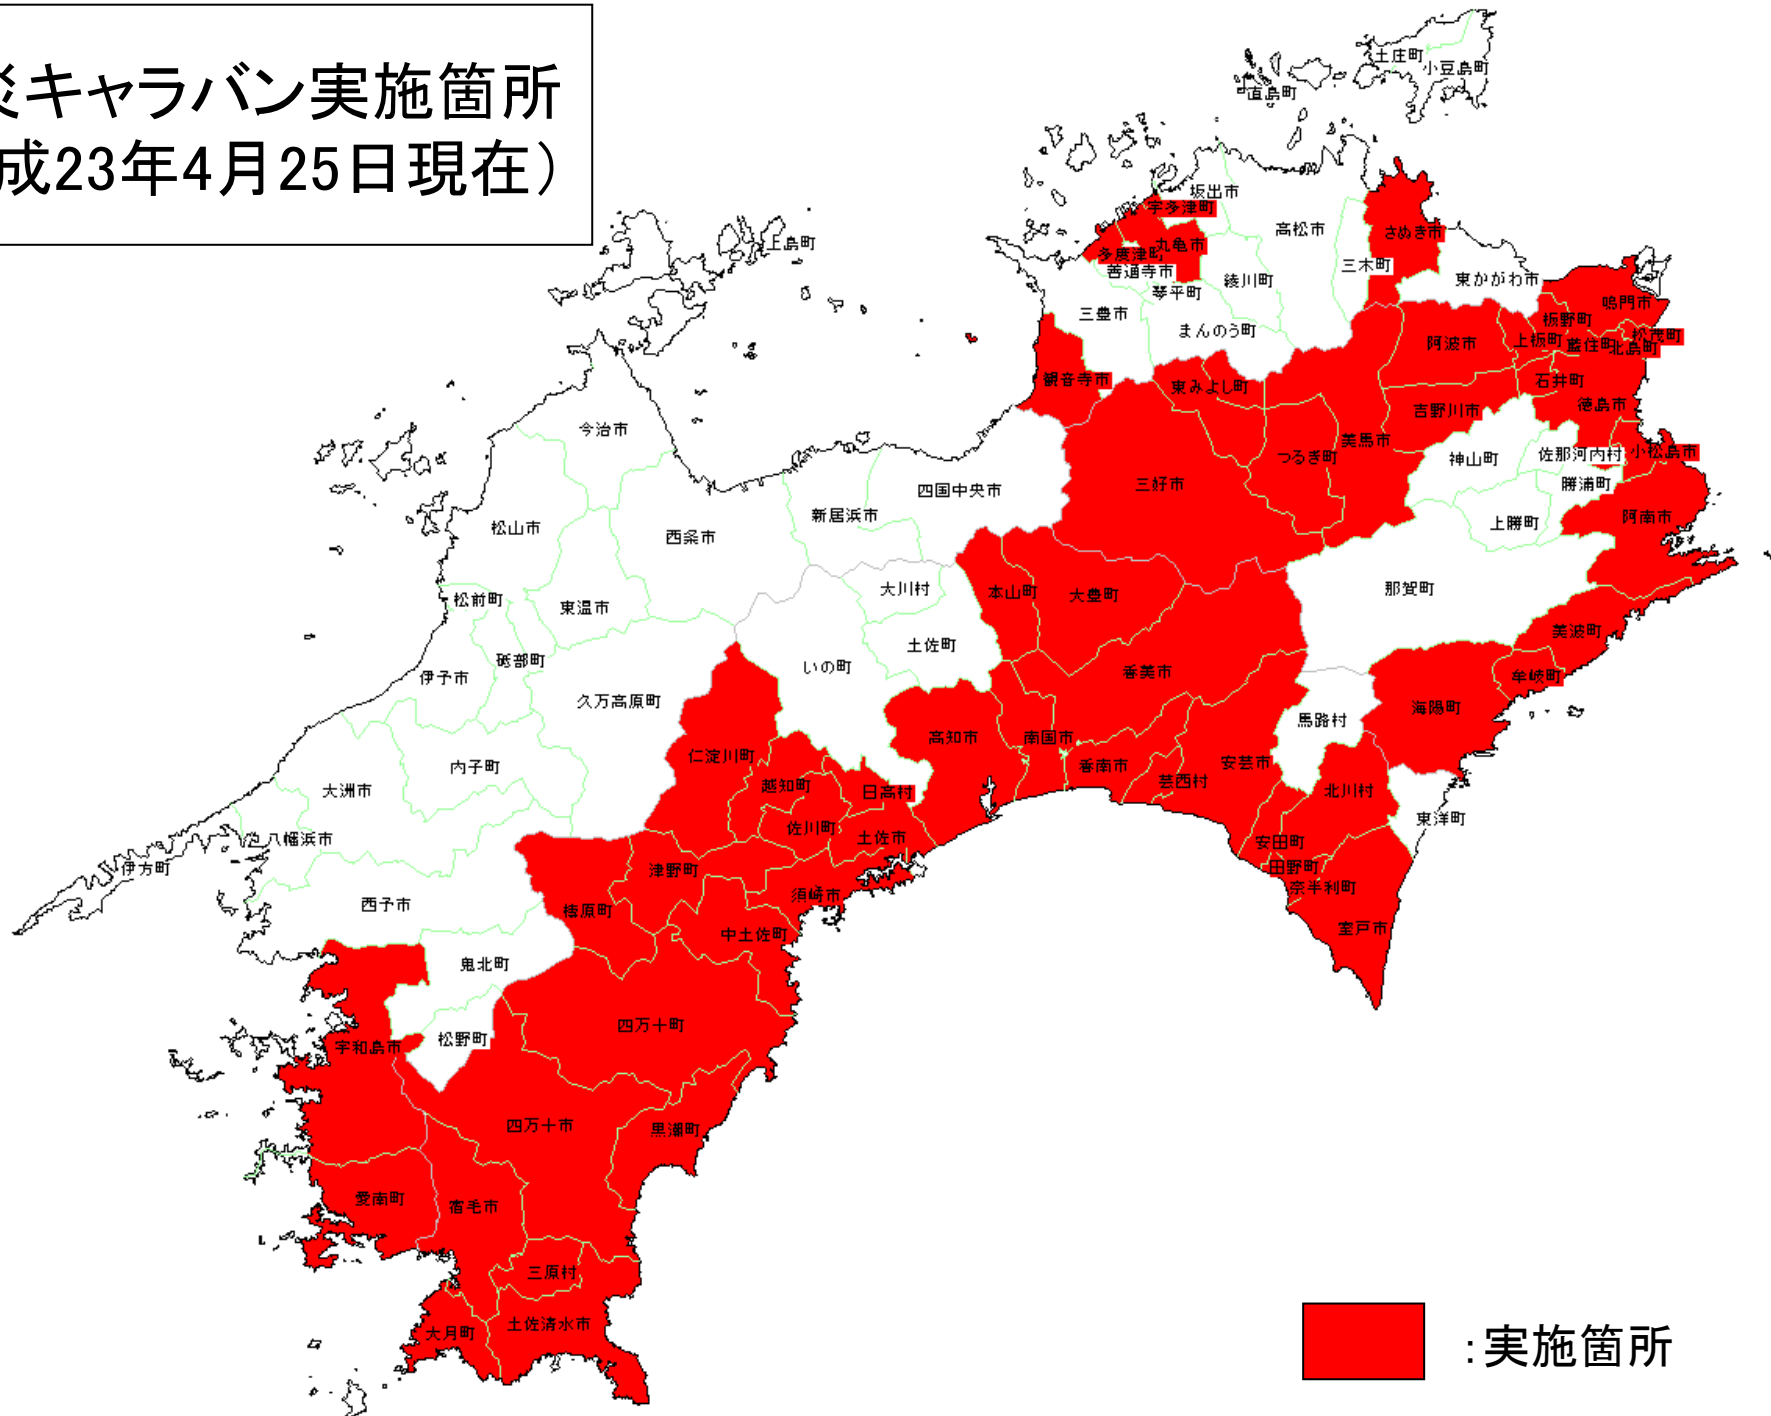 災キャラバン実施箇所
成23年4月25日現在）
土庄町
小豆島町
直島町
坂出市
宇多津町
高松市
さぬき市
丸亀市
多度津町
善通寺市
三木町
東かがわ市
綾川町
琴平町
三豊市
まんのう町
観音寺市
上島町
鳴門市
板野町
松茂町
上板町
藍住町
北島町
阿波市
石井町
東みよし町
徳島市
吉野川市
美馬市
つるぎ町
神山町
佐那河内村
小松島市
三好市
勝浦町
上勝町
阿南市
那賀町
美波町
牟岐町
海陽町
今治市
四国中央市
新居浜市
西条市
松山市
松前町
東温市
砥部町
伊予市
久万高原町
内子町
大洲市
八幡浜市
伊方町
西予市
鬼北町
松野町
宇和島市
愛南町
大川村
本山町
大豊町
土佐町
いの町
香美市
馬路村
仁淀川町
高知市
南国市
香南市
芸西村
安芸市
越知町
日高村
北川村
東洋町
佐川町
土佐市
安田町
田野町
奈半利町
室戸市
津野町
須崎市
梼原町
中土佐町
四万十町
四万十市
黒潮町
宿毛市
三原村
大月町
土佐清水市
:実施箇所